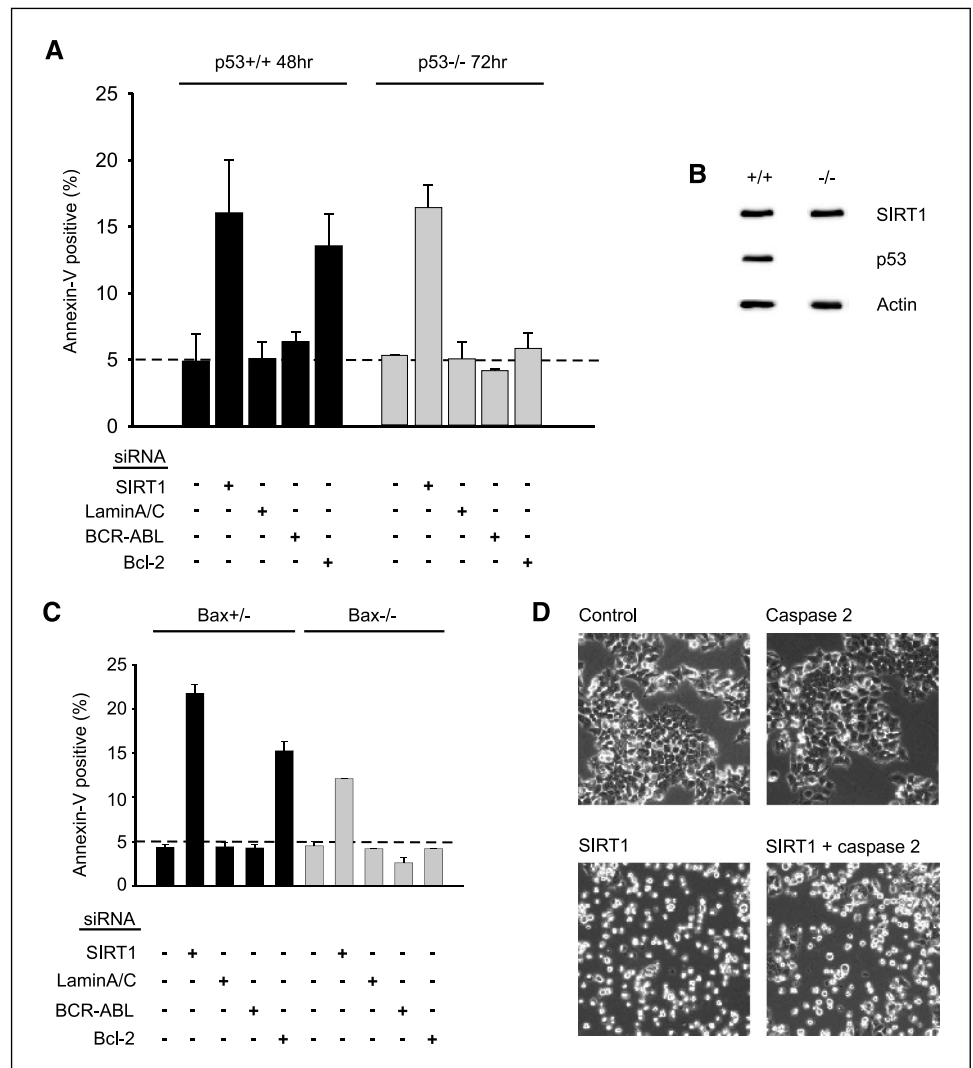 A
p53+/+ 48hr
p53-/- 72hr
Annexin-V positive (%)
25
20
15
10
5
0
siRNA
SIRT1 - + - - - - + - - -
LaminA/C - - + - - - - + - -
BCR-ABL - - - + - - - - + -
Bcl-2 - - - - + - - - - +
B
+/+ -/-
SIRT1
p53
Actin
C
Bax+/-
Bax-/-
Annexin-V positive (%)
25
20
15
10
5
0
siRNA
SIRT1 - + - - - - + - - -
LaminA/C - - + - - - - + - -
BCR-ABL - - - + - - - - + -
Bcl-2 - - - - + - - - - +
D
Control
Caspase 2
SIRT1
SIRT1 + caspase 2